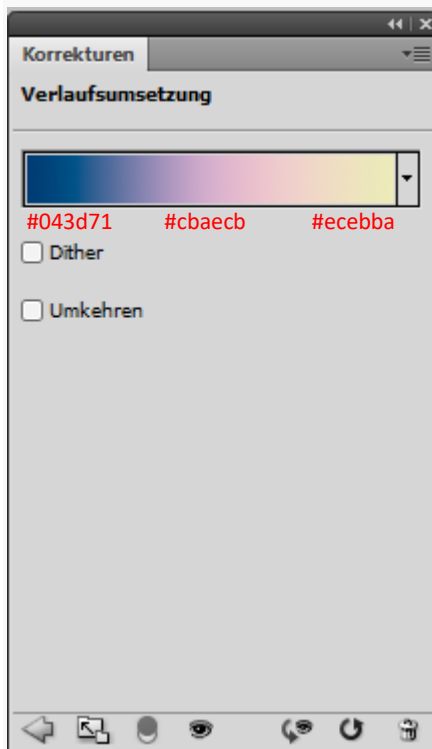 Korrekturen
Verlaufsumsetzung
#043d71 #cbaecb #ecebba
Dither
Umkehren